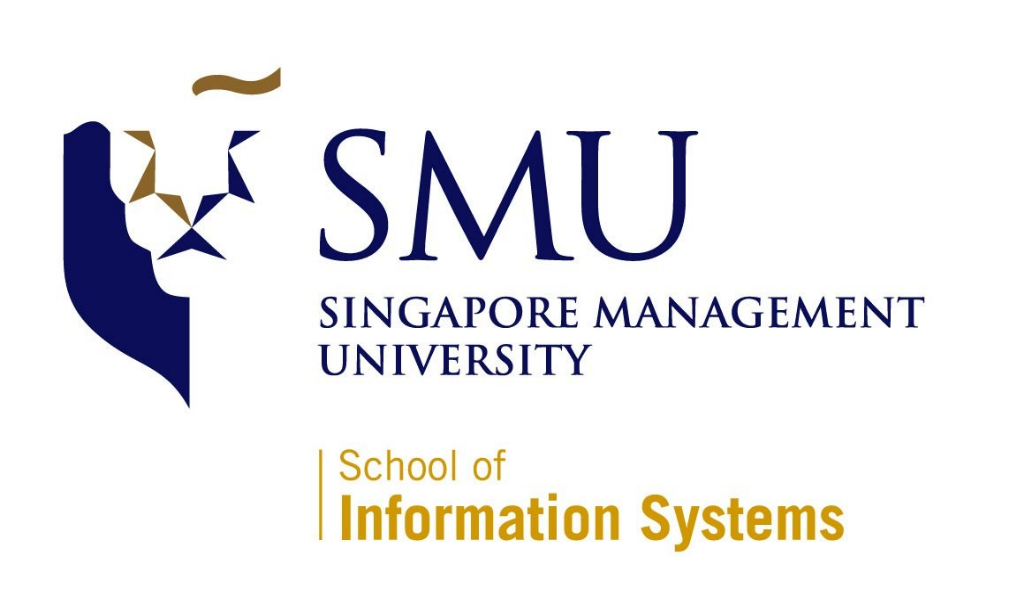 SMU
SINGAPORE MANAGEMENT
UNIVERSITY
School of
Information Systems